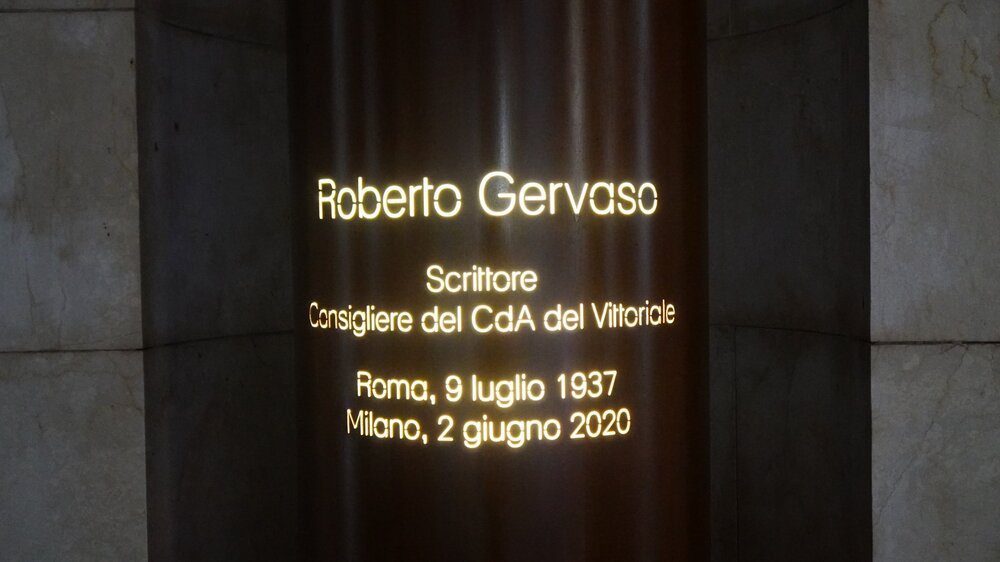 Roberto Gervaso
Scrittore
Consigliere del CdA del Vittoriale
Roma, 9 luglio 1937
Milano, 2 giugno 2020